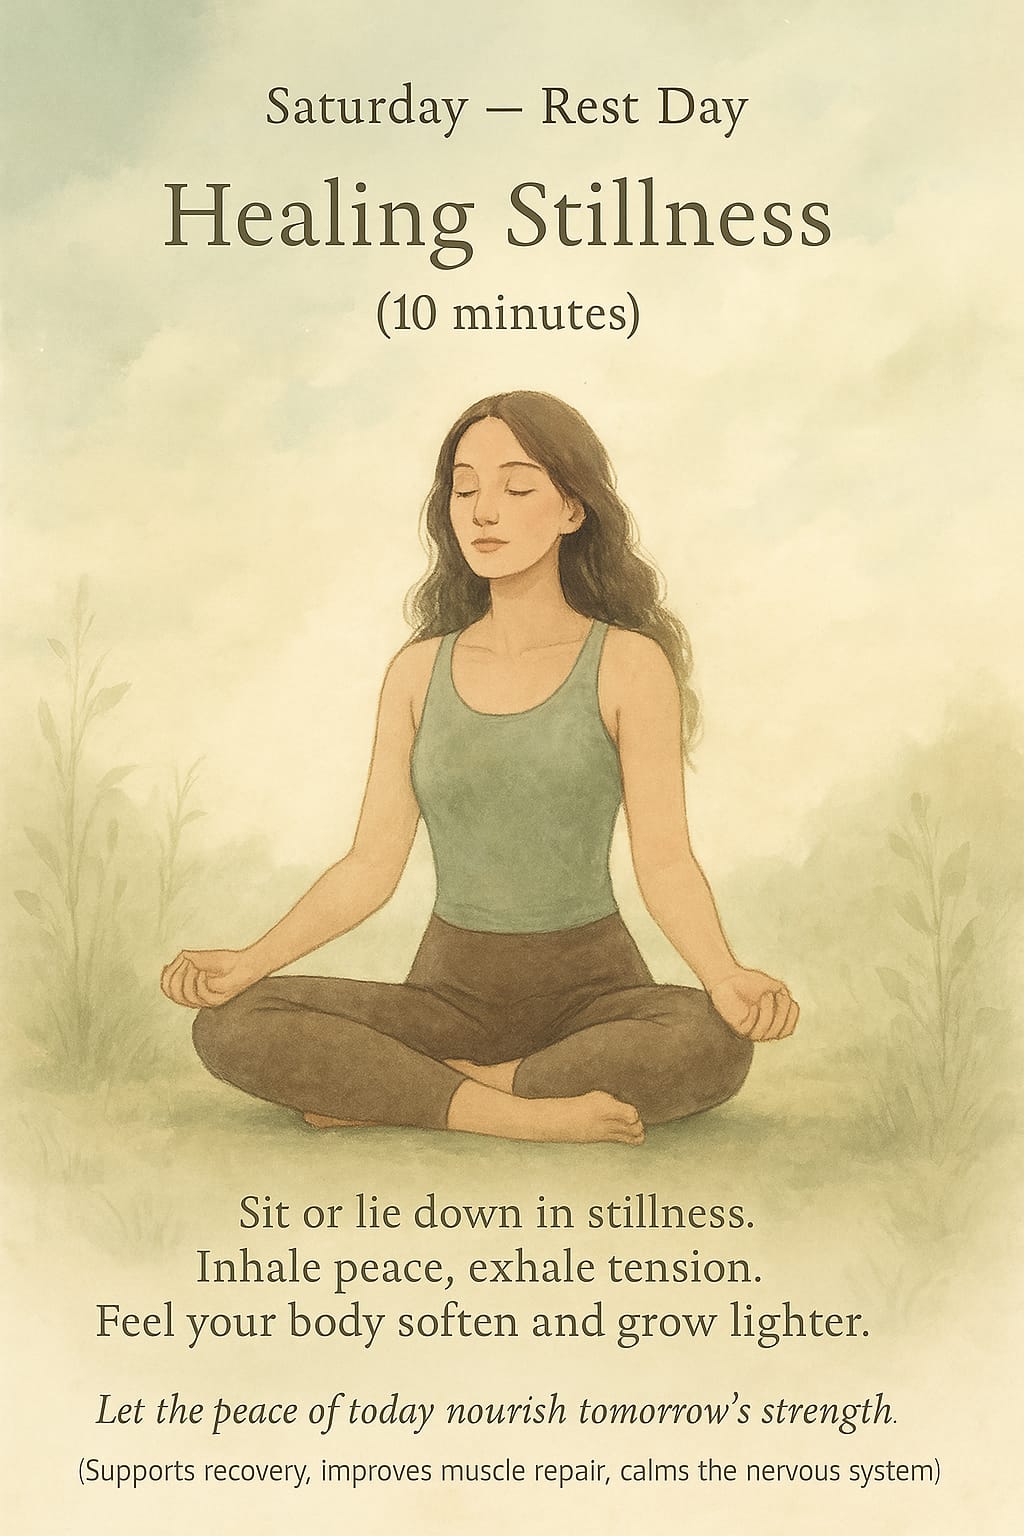 Saturday – Rest Day
Healing Stillness
(10 minutes)
Sit or lie down in stillness.
Inhale peace, exhale tension.
Feel your body soften and grow lighter.
Let the peace of today nourish tomorrow’s strength.
(Supports recovery, improves muscle repair, calms the nervous system)